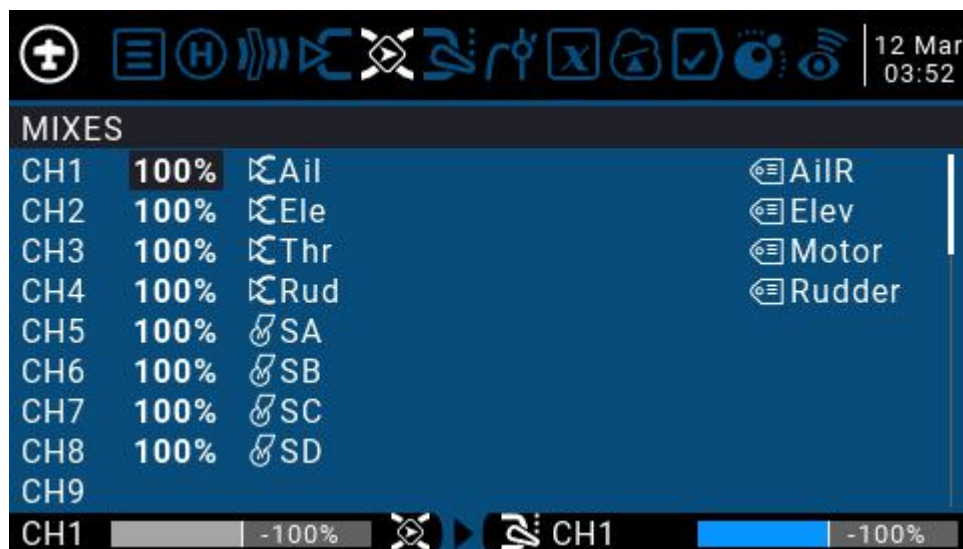 H X 12 Mar
03:52
MIXES
CH1 100% Ail AilR
CH2 100% Ele Elev
CH3 100% Thr Motor
CH4 100% Rud Rudder
CH5 100% SA
CH6 100% SB
CH7 100% SC
CH8 100% SD
CH9
CH1 -100% CH1 -100%